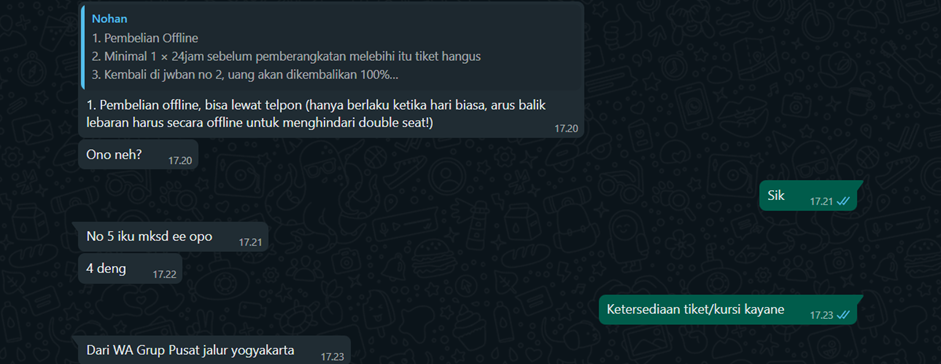 Nohan
1. Pembelian Offline
2. Minimal 1 × 24jam sebelum pemberangkatan melebihi itu tiket hangus
3. Kembali di jwban no 2, uang akan dikembalikan 100%...
1. Pembelian offline, bisa lewat telpon (hanya berlaku ketika hari biasa, arus balik
lebaran harus secara offline untuk menghindari double seat!)
17.20
Ono neh?
17.20
Sik
17.21
No 5 iku mksd ee opo
17.21
4 deng
17.22
Ketersediaan tiket/kursi kayane
17.23
Dari WA Grup Pusat jalur yogyakarta
17.23